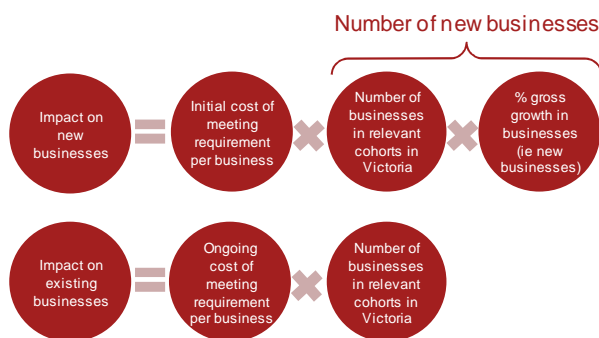 Number of new businesses
Impact on
new
businesses
Initial cost of
meeting
requirement
per business
Number of
businesses
in relevant
cohorts in
Victoria
% gross
growth in
businesses
(ie new
businesses)
Impact on
existing
businesses
Ongoing
cost of
meeting
requirement
per business
Number of
businesses
in relevant
cohorts in
Victoria